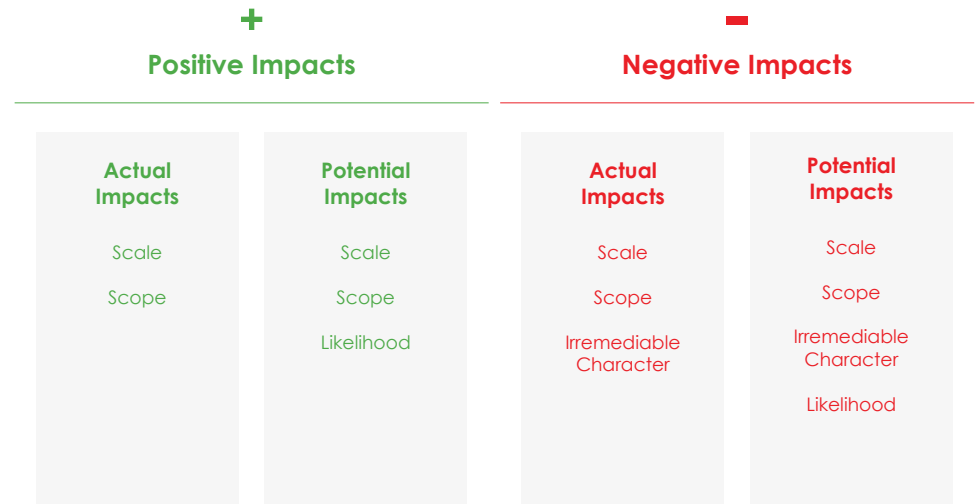 +
Positive Impacts
Actual
Impacts
Scale
Scope
Potential
Impacts
Scale
Scope
Likelihood
-
Negative Impacts
Actual
Impacts
Scale
Scope
Irremediable
Character
Potential
Impacts
Scale
Scope
Irremediable
Character
Likelihood